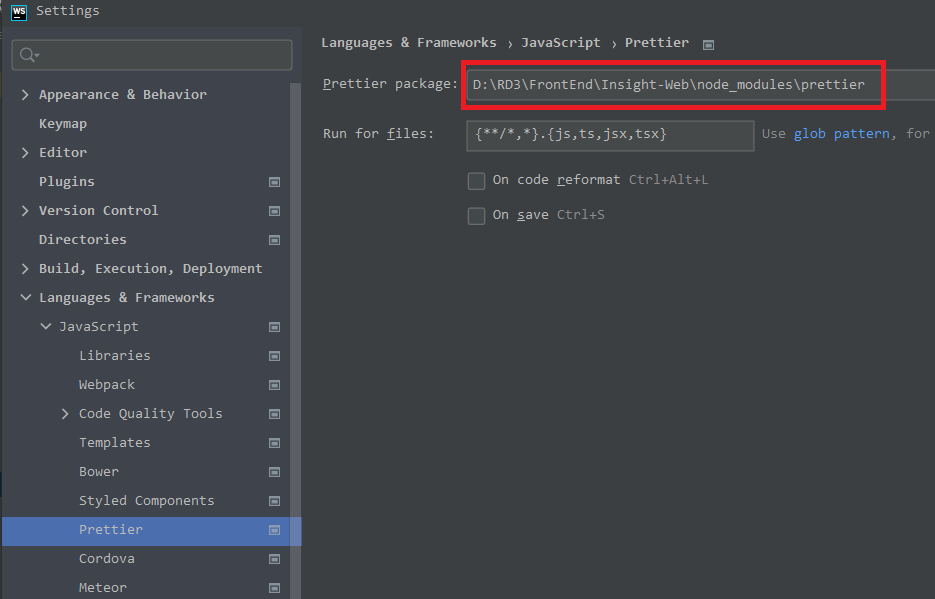 WS Settings
Languages & Frameworks › JavaScript › Prettier
Prettier package: D:\RD3\FrontEnd\Insight-Web\node_modules\prettier
Run for files: {**/*,*}.{js,ts,jsx,tsx} Use glob pattern, for
On code reformat Ctrl+Alt+L
On save Ctrl+S
Appearance & Behavior
Keymap
Editor
Plugins
Version Control
Directories
Build, Execution, Deployment
Languages & Frameworks
JavaScript
Libraries
Webpack
Code Quality Tools
Templates
Bower
Styled Components
Prettier
Cordova
Meteor